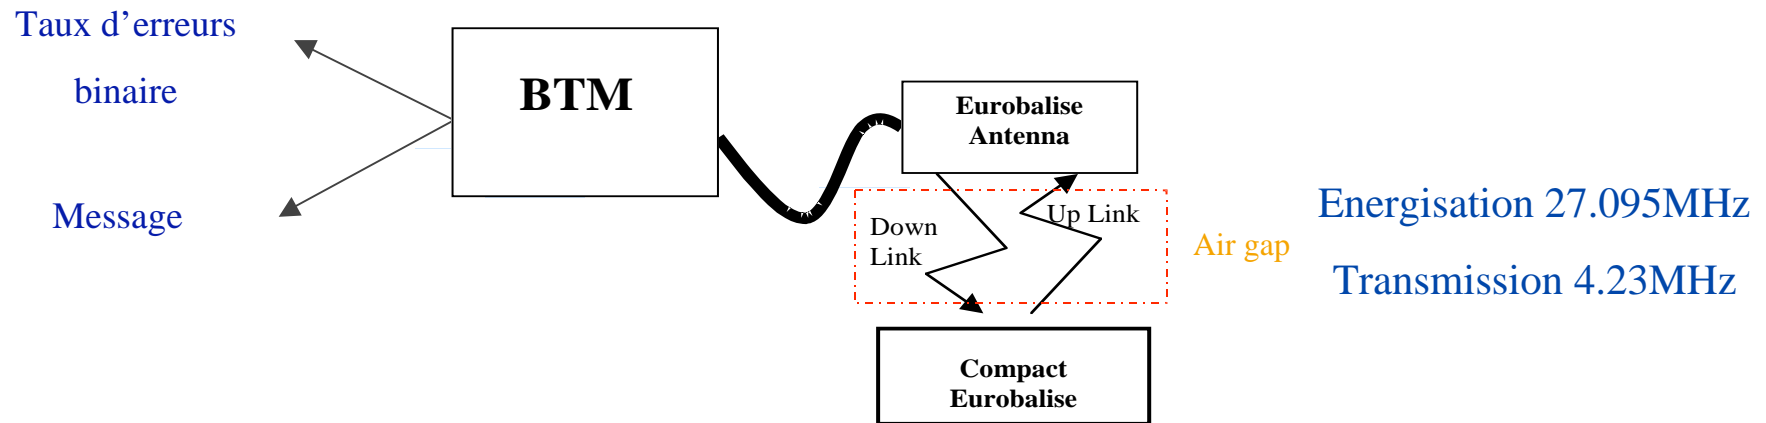 Taux d’erreurs
binaire
Message
BTM
Eurobalise
Antenna
Down
Link
Up Link
Air gap
Compact
Eurobalise
Energisation 27.095MHz
Transmission 4.23MHz